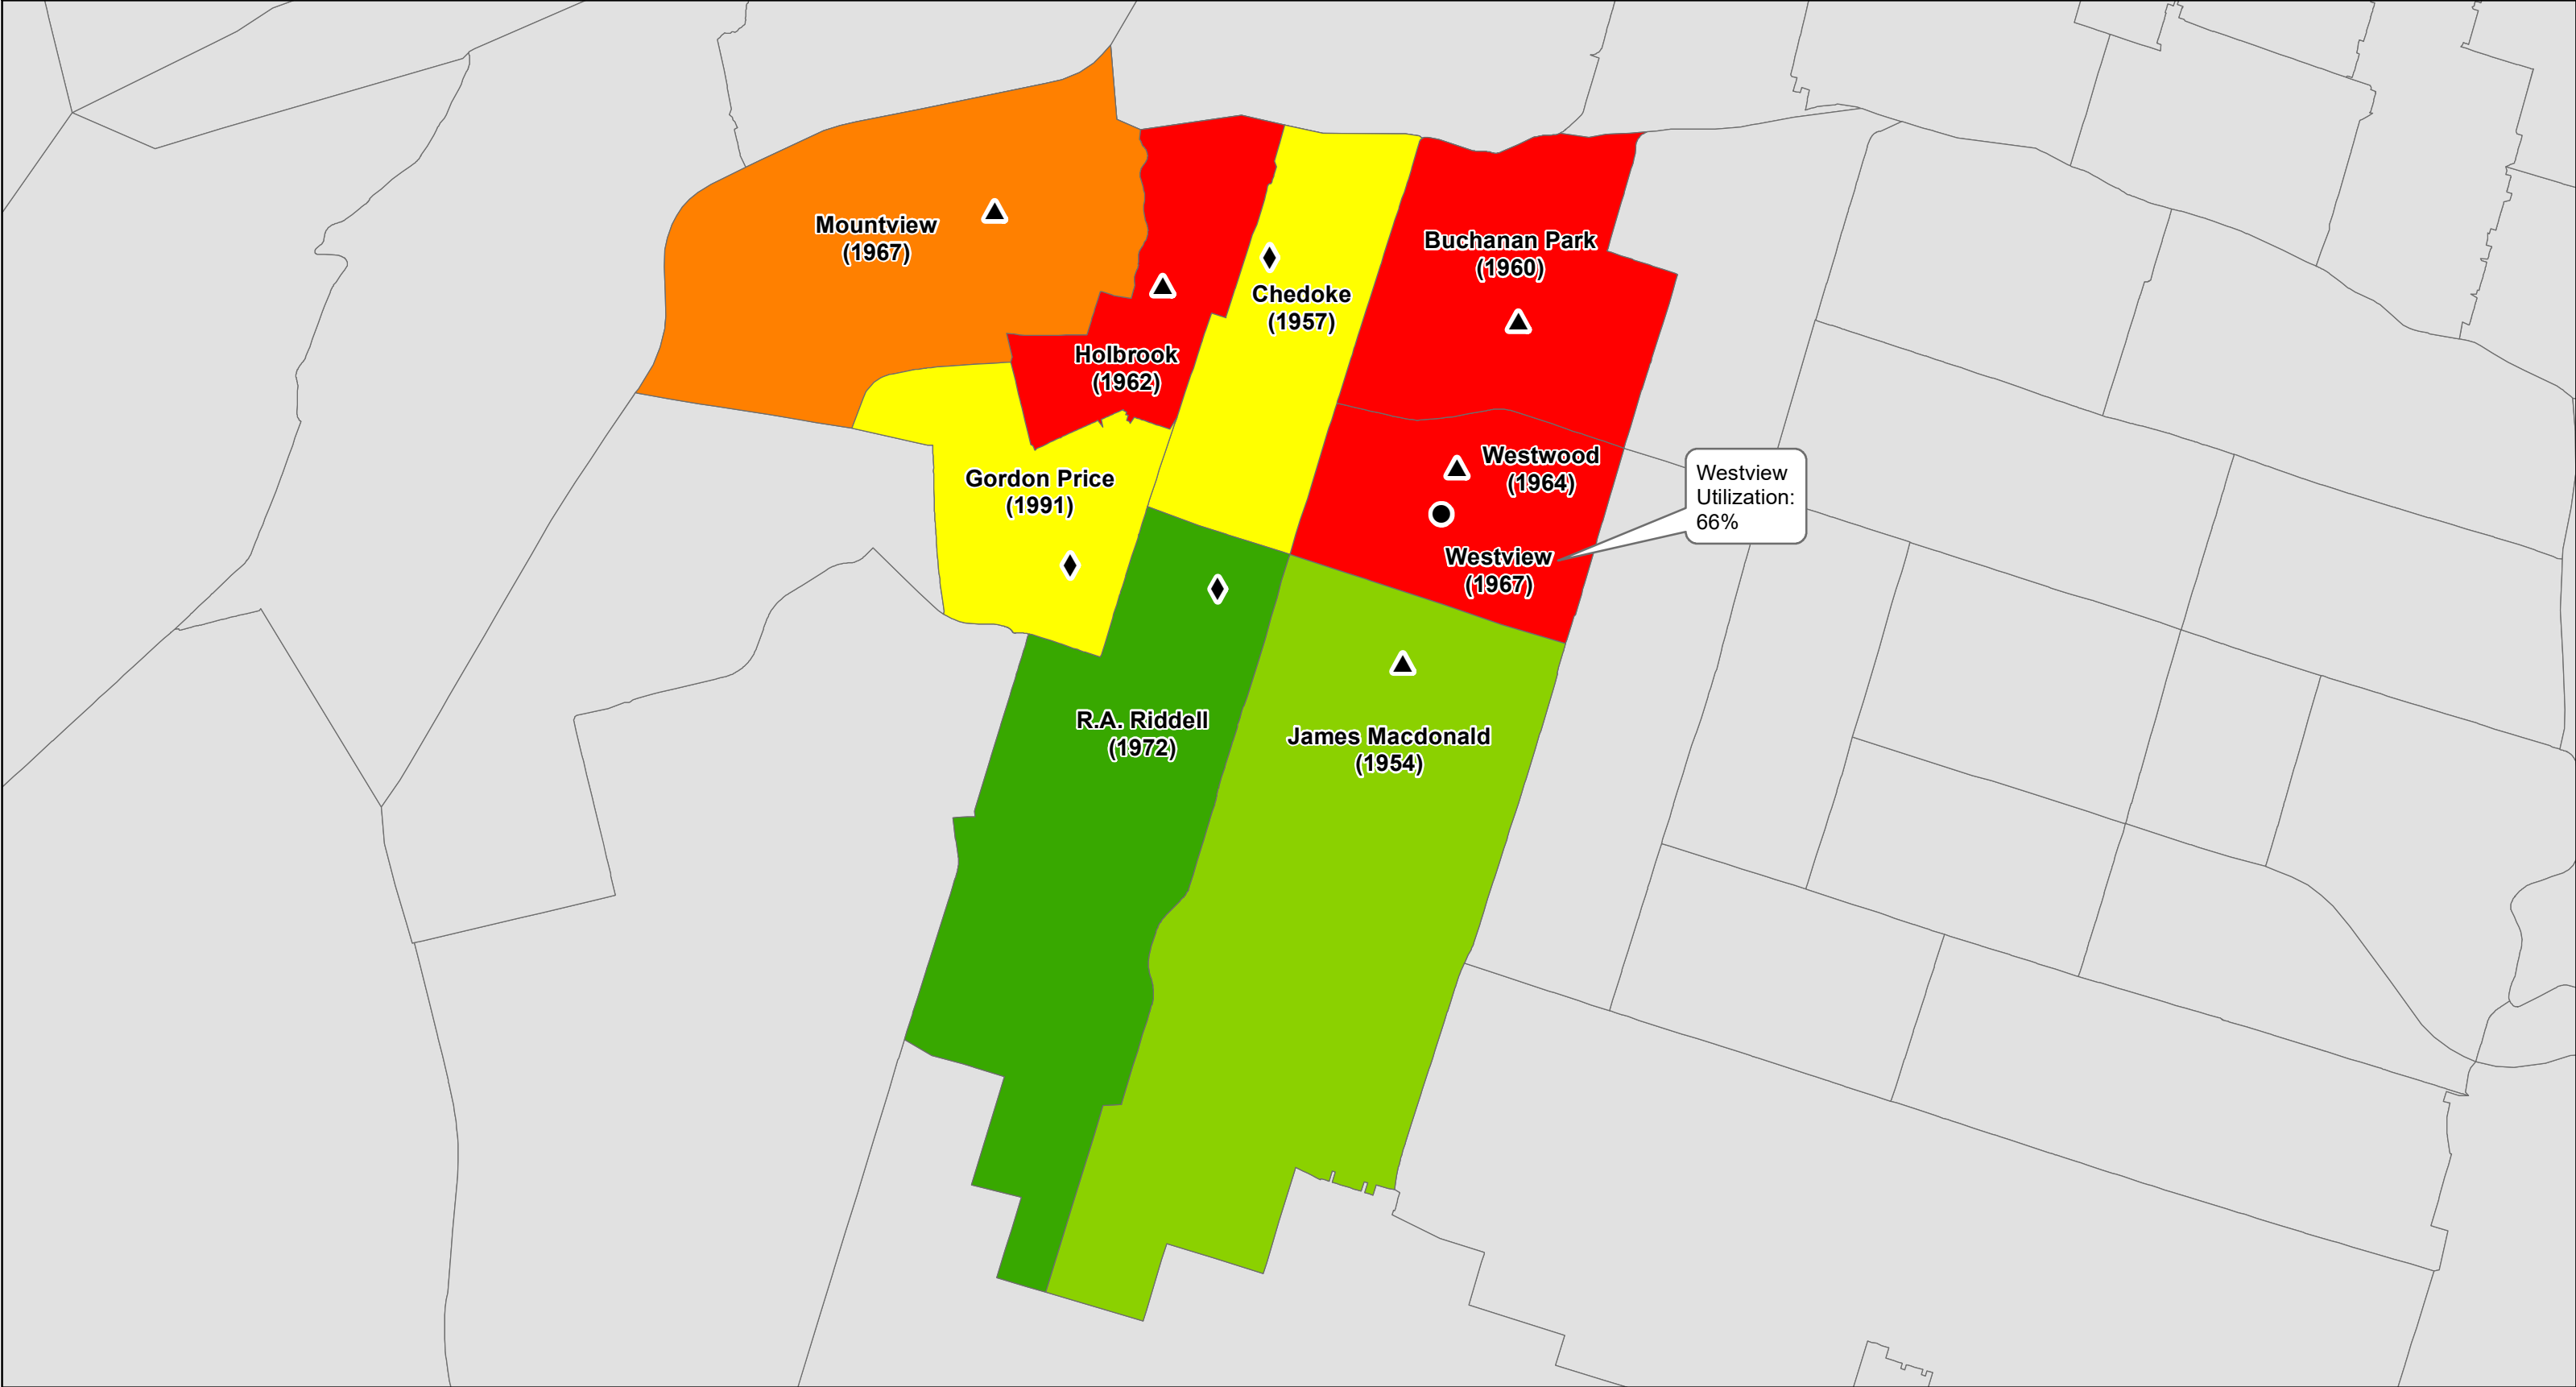 Mountview
(1967)
Buchanan Park
(1960)
Chedoke
(1957)
Holbrook
(1962)
Westwood
(1964)
Westview
Utilization:
66%
Gordon Price
(1991)
Westview
(1967)
R.A. Riddell
(1972)
James Macdonald
(1954)